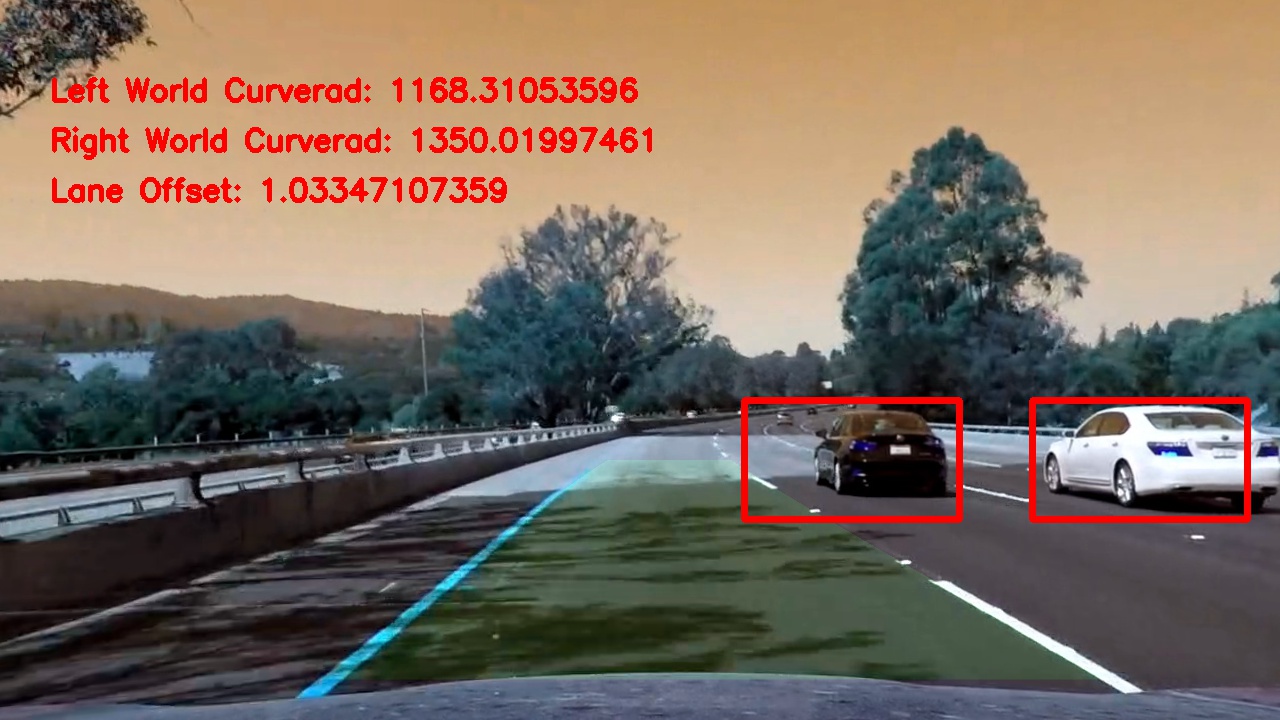 Left World Curverad: 1168.31053596
Right World Curverad: 1350.01997461
Lane Offset: 1.03347107359